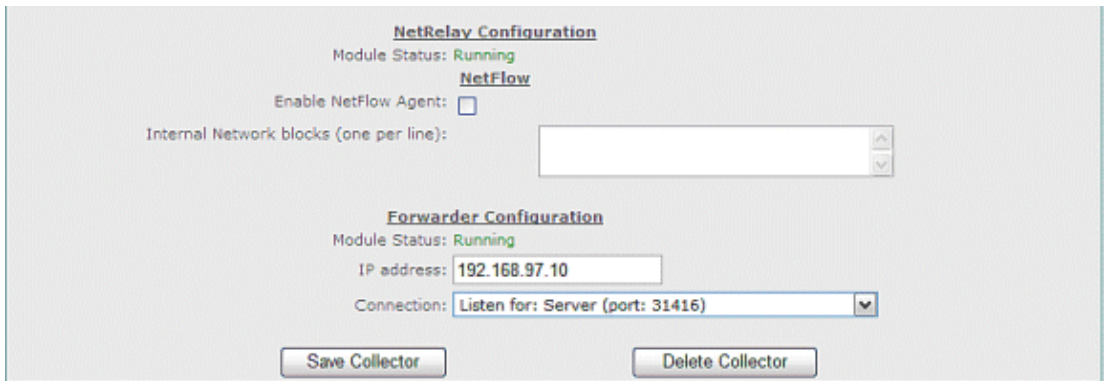 NetRelay Configuration
Module Status: Running
NetFlow
Enable NetFlow Agent:
Internal Network blocks (one per line):
Forwarder Configuration
Module Status: Running
IP address: 192.168.97.10
Connection: Listen for: Server (port: 31416)
Save Collector Delete Collector